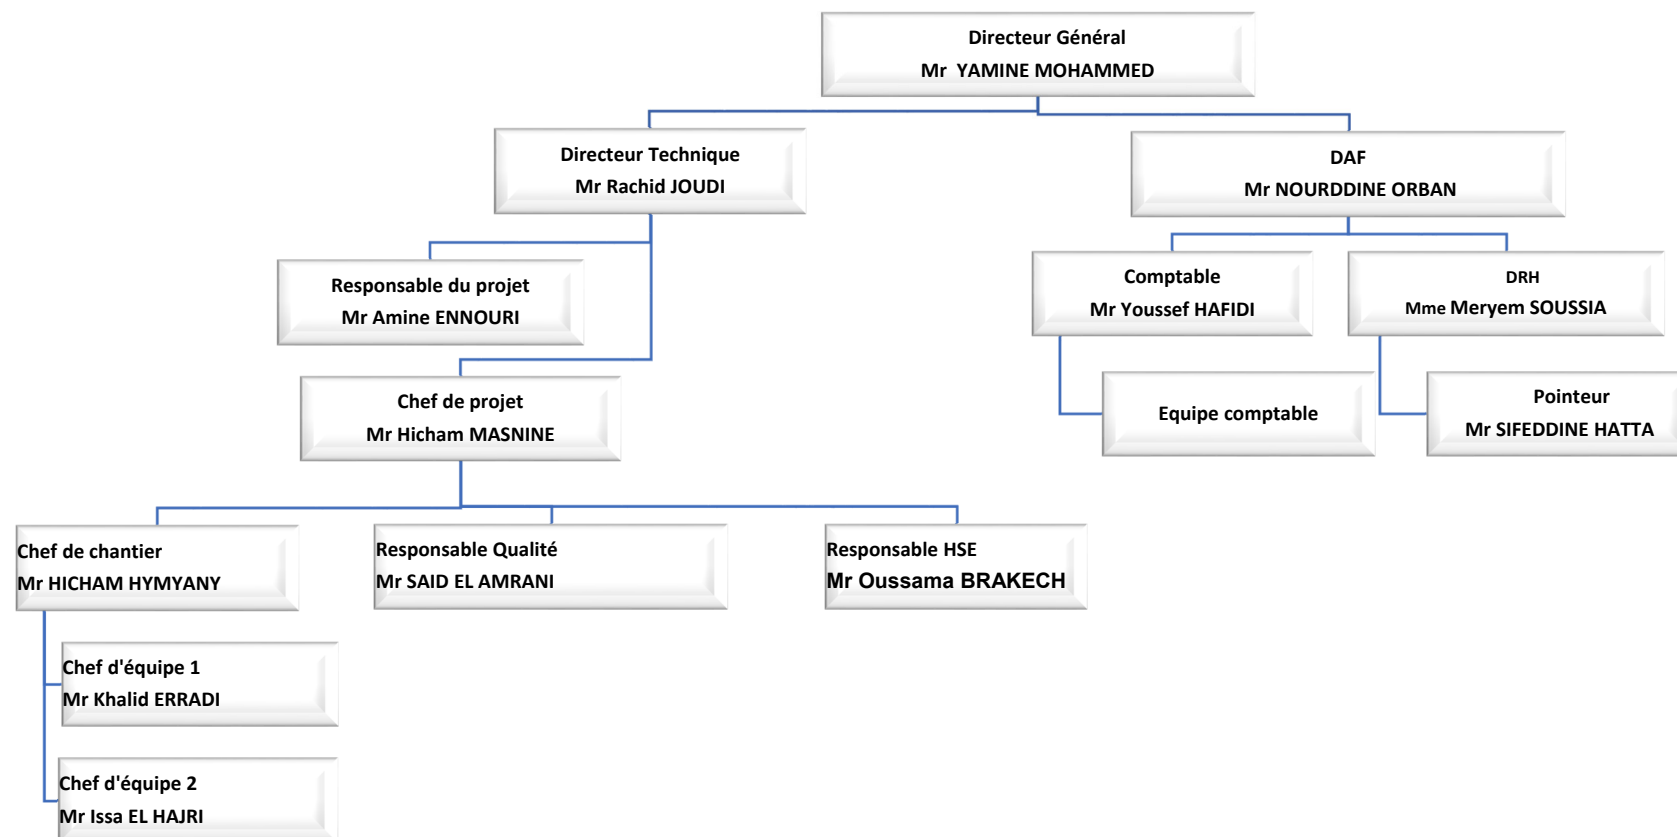 Directeur Général
Mr YAMINE MOHAMMED
Directeur Technique
Mr Rachid JOUDI
DAF
Mr NOURDDINE ORBAN
Responsable du projet
Mr Amine ENNOURI
Comptable
Mr Youssef HAFIDI
DRH
Mme Meryem SOUSSIA
Chef de projet
Mr Hicham MASNINE
Equipe comptable
Pointeur
Mr SIFEDDINE HATTA
Chef de chantier
Mr HICHAM HYMYANY
Responsable Qualité
Mr SAID EL AMRANI
Responsable HSE
Mr Oussama BRAKECH
Chef d'équipe 1
Mr Khalid ERRADI
Chef d'équipe 2
Mr Issa EL HAJRI